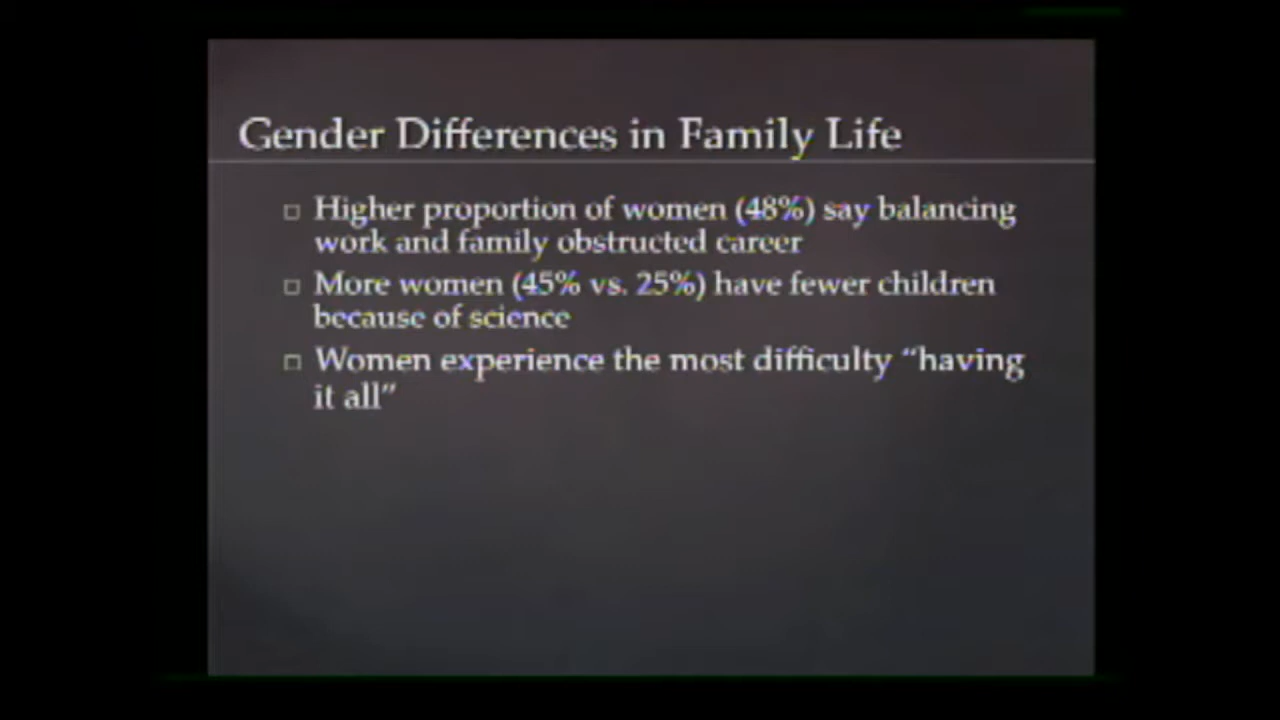 Gender Differences in Family Life
Higher proportion of women (48%) say balancing
work and family obstructed career
More women (45% vs. 25%) have fewer children
because of science
Women experience the most difficulty “having
it all”